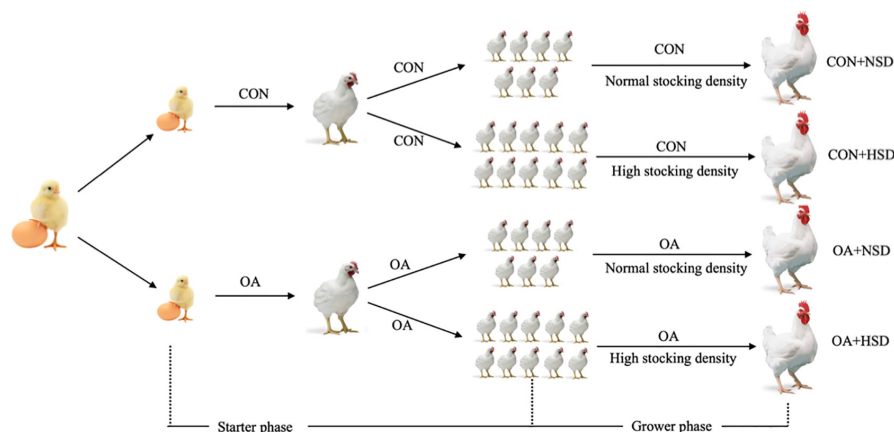 CON
CON
CON
CON
Normal stocking density
CON+NSD
CON
High stocking density
CON+HSD
OA
OA
OA
OA
Normal stocking density
OA+NSD
OA
High stocking density
OA+HSD
Starter phase
Grower phase